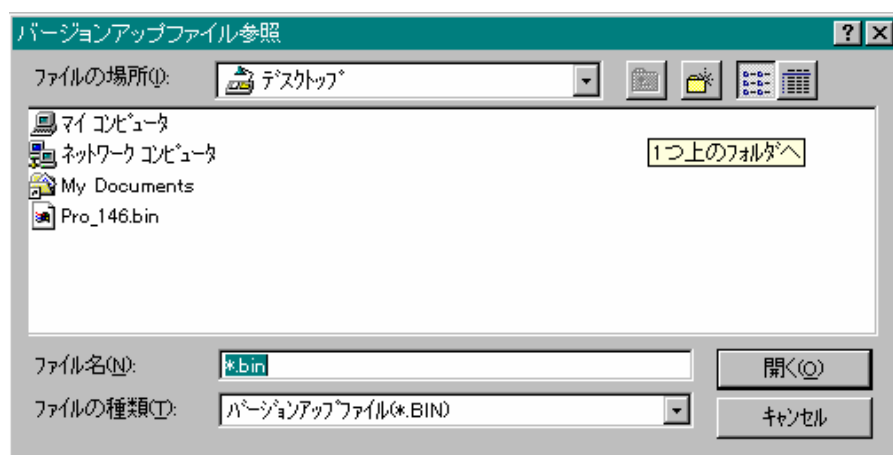 バージョンアップファイル参照
ファイルの場所(I):
デスクトップ
マイ コンピュータ
ネットワーク コンピュータ
1つ上のフォルダへ
My Documents
Pro_146.bin
ファイル名(N):
*.bin
開く(O)
ファイルの種類(T):
バージョンアップファイル(*.BIN)
キャンセル